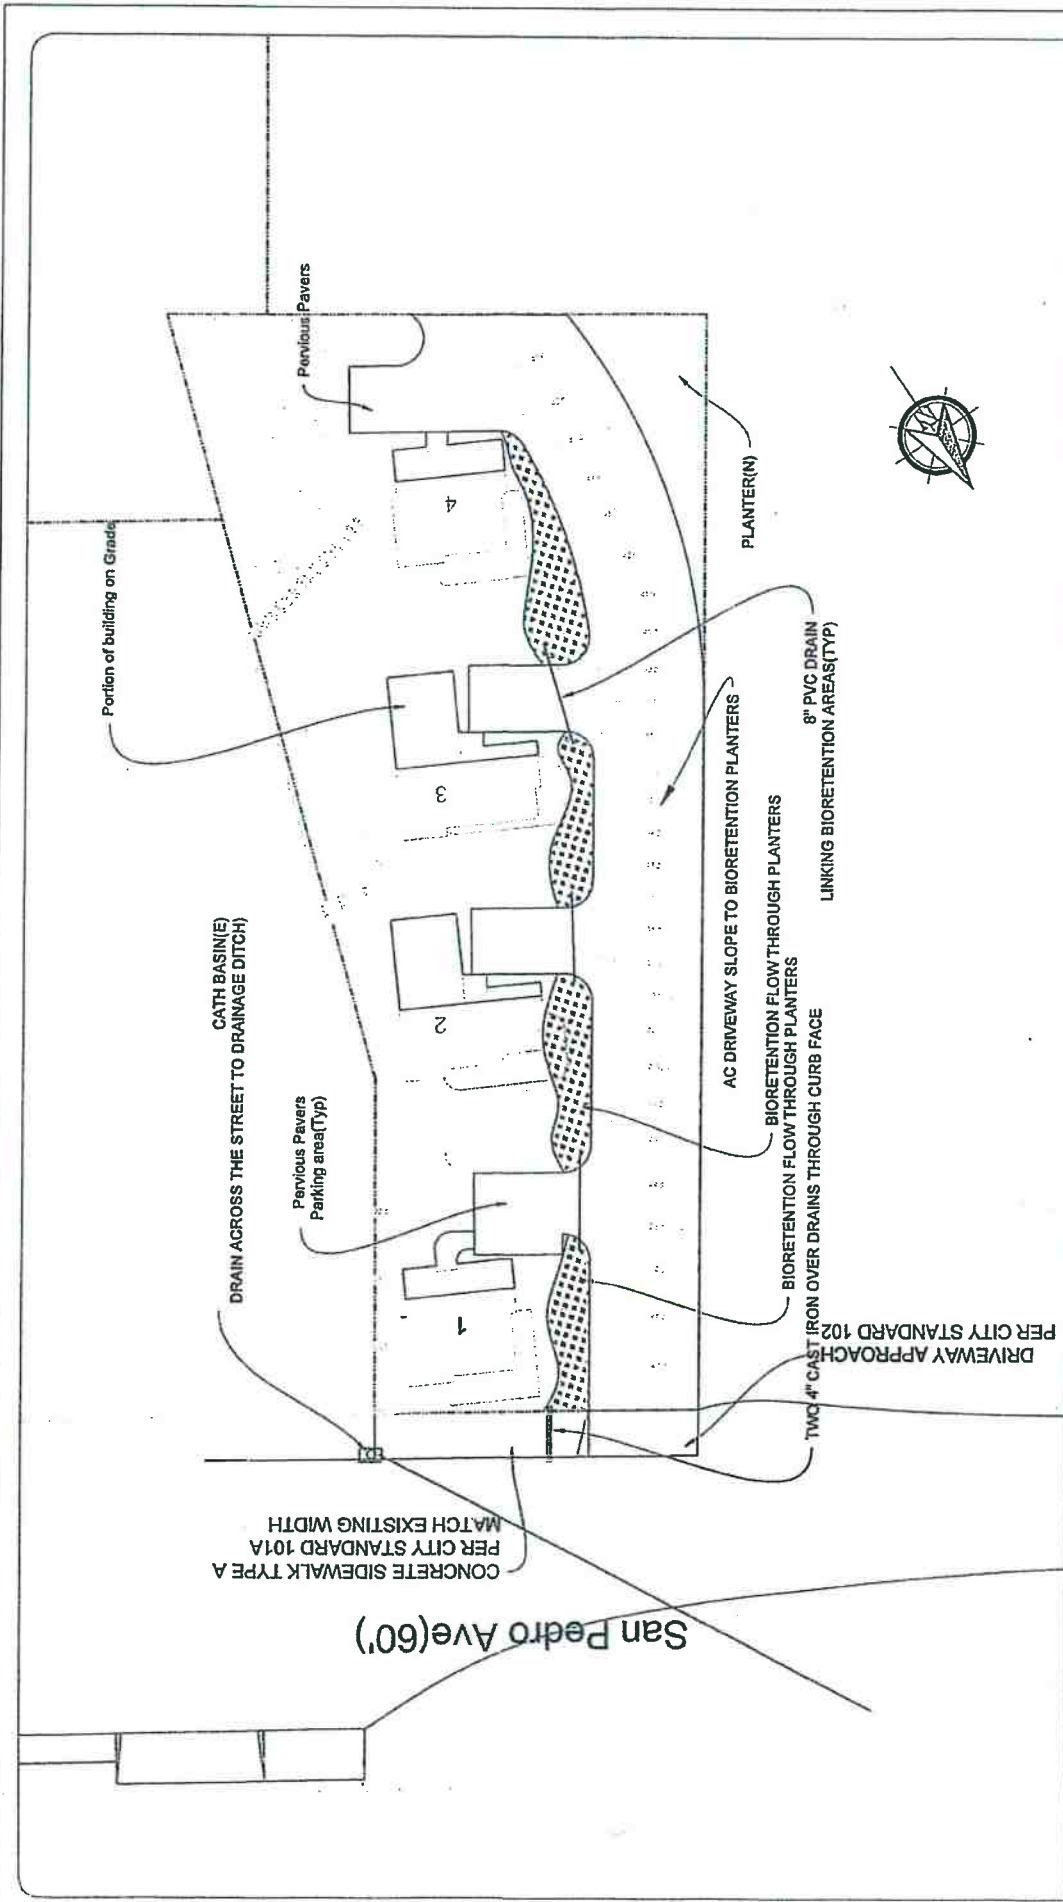 Pervious Pavers
Portion of building on Grade
CATH BASIN(E)
DRAIN ACROSS THE STREET TO DRAINAGE DITCH
Pervious Pavers
Parking area(Typ)
4
3
2
1
PLANTER(N)
8" PVC DRAIN
LINKING BIORETENTION AREAS(TYP)
AC DRIVEWAY SLOPE TO BIORETENTION PLANTERS
BIORETENTION FLOW THROUGH PLANTERS
BIORETENTION FLOW THROUGH PLANTERS
TWO 4" CAST IRON OVER DRAINS THROUGH CURB FACE
DRIVEWAY APPROACH
PER CITY STANDARD 102
CONCRETE SIDEWALK TYPE A
PER CITY STANDARD 101A
MATCH EXISTING WIDTH
San Pedro Ave(60')